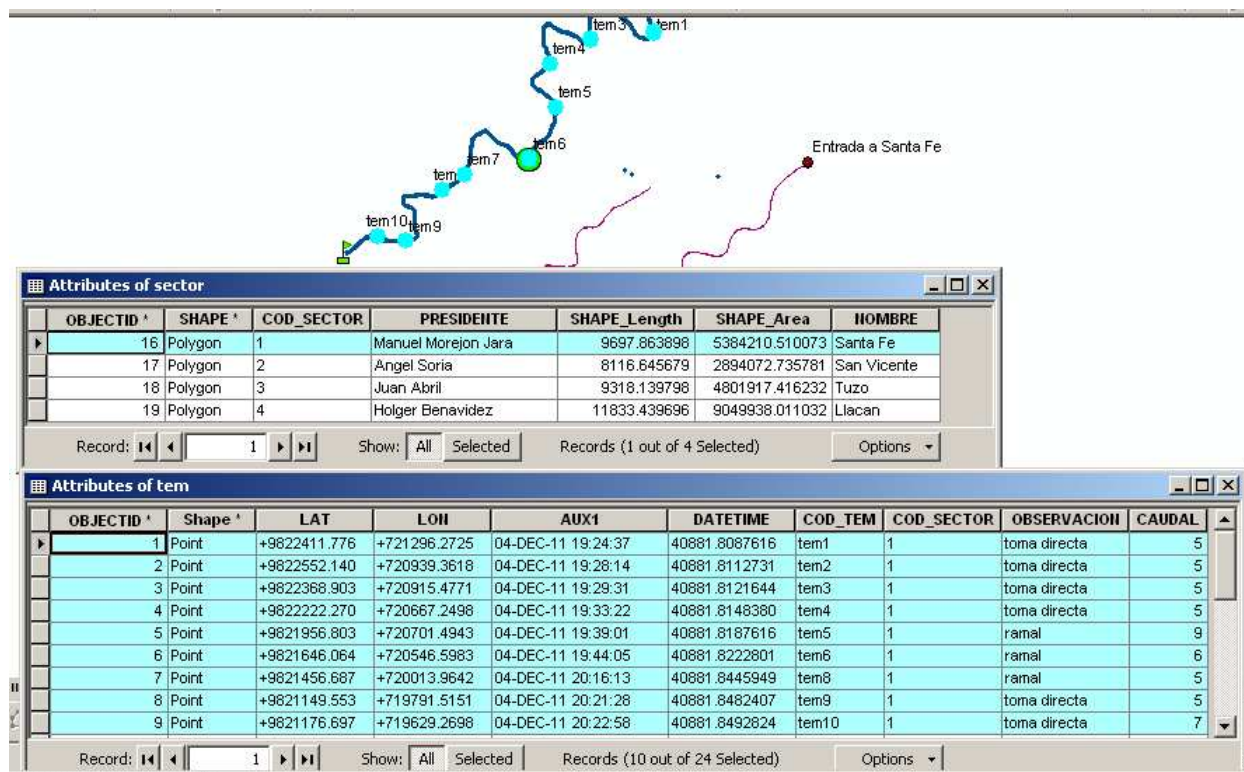 tem3 tem1
tem4
tem5
tem6
Entrada a Santa Fe
tem7
tem
tem10 tem9
Attributes of sector
OBJECTID * SHAPE * COD_SECTOR PRESIDENTE SHAPE_Length SHAPE_Area NOMBRE
16 Polygon 1 Manuel Morejon Jara 9697.863898 5384210.510073 Santa Fe
17 Polygon 2 Angel Soria 8116.645679 2894072.735781 San Vicente
18 Polygon 3 Juan Abril 9318.139798 4801917.416232 Tuzo
19 Polygon 4 Holger Benavidez 11833.439696 9049938.011032 Llacan
Record: 1 Show: All Selected Records (1 out of 4 Selected) Options
Attributes of tem
OBJECTID * Shape * LAT LON AUX1 DATETIME COD_TEM COD_SECTOR OBSERVACION CAUDAL
1 Point +9822411.776 +721296.2725 04-DEC-11 19:24:37 40881.8087616 tem1 1 toma directa 5
2 Point +9822552.140 +720939.3618 04-DEC-11 19:28:14 40881.8112731 tem2 1 toma directa 5
3 Point +9822368.903 +720915.4771 04-DEC-11 19:29:31 40881.8121644 tem3 1 toma directa 5
4 Point +9822222.270 +720667.2498 04-DEC-11 19:33:22 40881.8148380 tem4 1 toma directa 5
5 Point +9821956.803 +720701.4943 04-DEC-11 19:39:01 40881.8187616 tem5 1 ramal 9
6 Point +9821646.064 +720546.5983 04-DEC-11 19:44:05 40881.8222801 tem6 1 ramal 6
7 Point +9821456.687 +720013.9642 04-DEC-11 20:16:13 40881.8445949 tem8 1 ramal 5
8 Point +9821149.553 +719791.5151 04-DEC-11 20:21:28 40881.8482407 tem9 1 toma directa 5
9 Point +9821176.697 +719629.2698 04-DEC-11 20:22:58 40881.8492824 tem10 1 toma directa 7
Record: 1 Show: All Selected Records (10 out of 24 Selected) Options